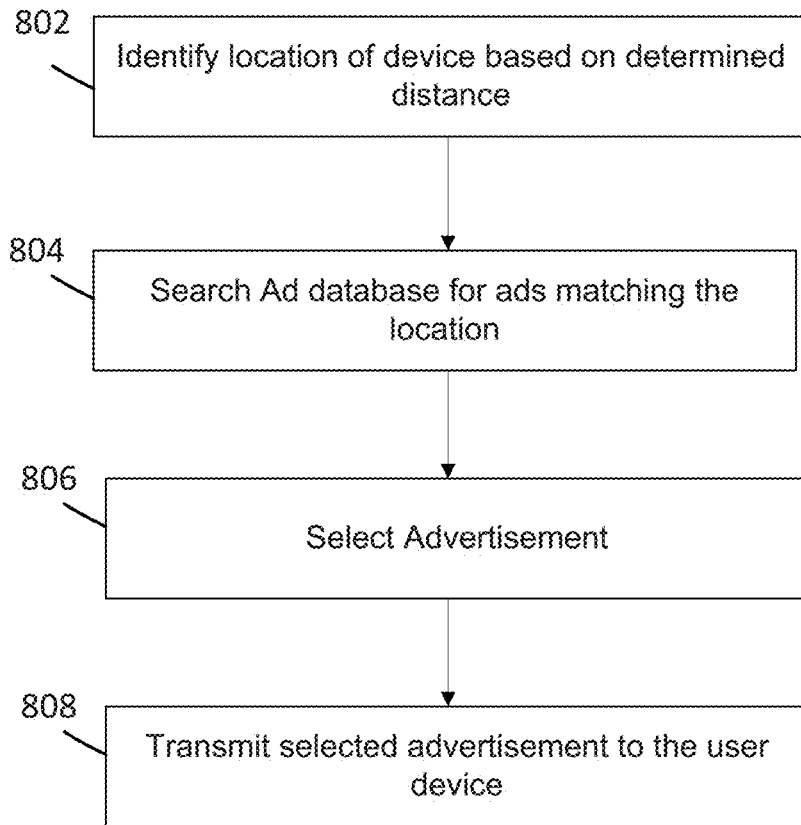 802
Identify location of device based on determined
distance
804
Search Ad database for ads matching the
location
806
Select Advertisement
808
Transmit selected advertisement to the user
device